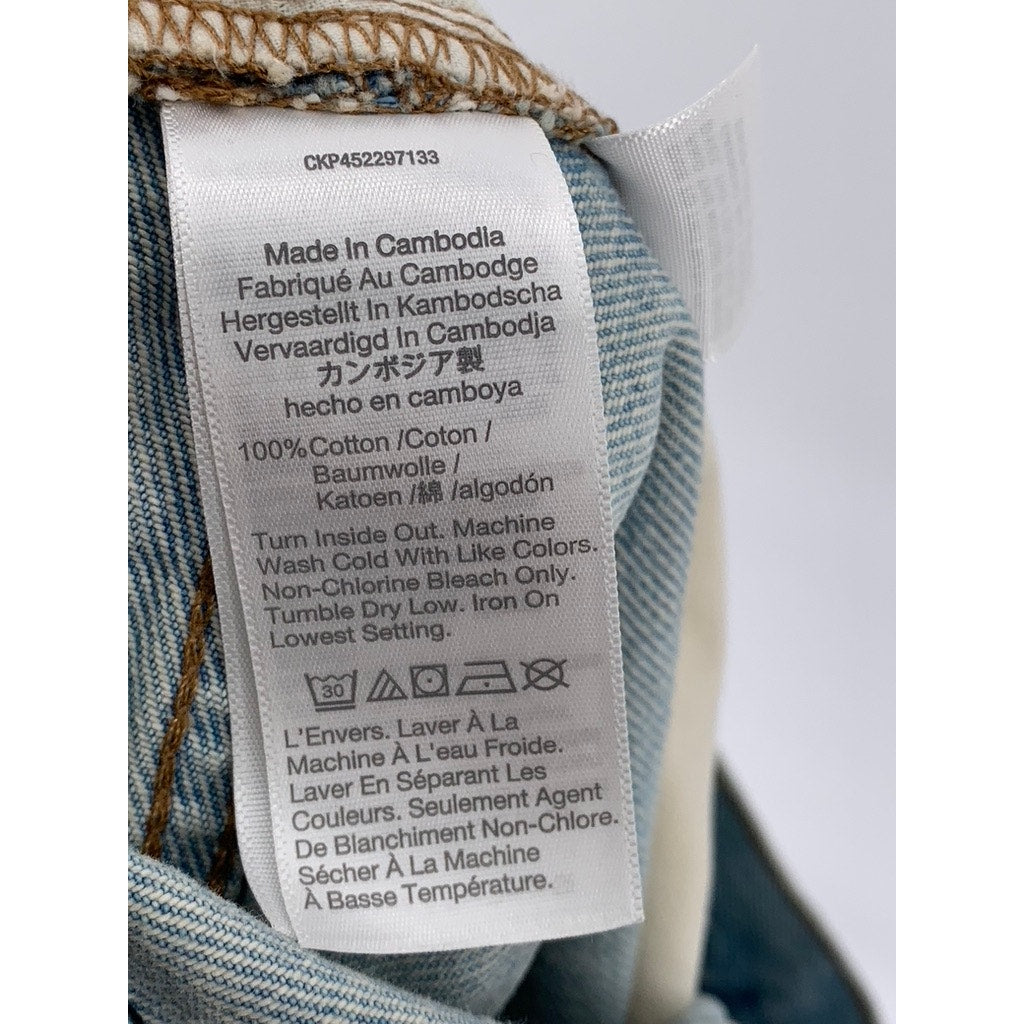 CKP452297133
Made In Cambodia
Fabriqué Au Cambodge
Hergestellt In Kambodscha
Vervaardigd In Cambodja
カンボジア製
hecho en camboya
100%Cotton /Coton /
Baumwolle /
Katoen /綿 /algodón
Turn Inside Out. Machine
Wash Cold With Like Colors.
Non-Chlorine Bleach Only.
Tumble Dry Low. Iron On
Lowest Setting.
30
L'Envers. Laver À La
Machine À L'eau Froide.
Laver En Séparant Les
Couleurs. Seulement Agent
De Blanchiment Non-Chlore.
Sécher À La Machine
À Basse Température.